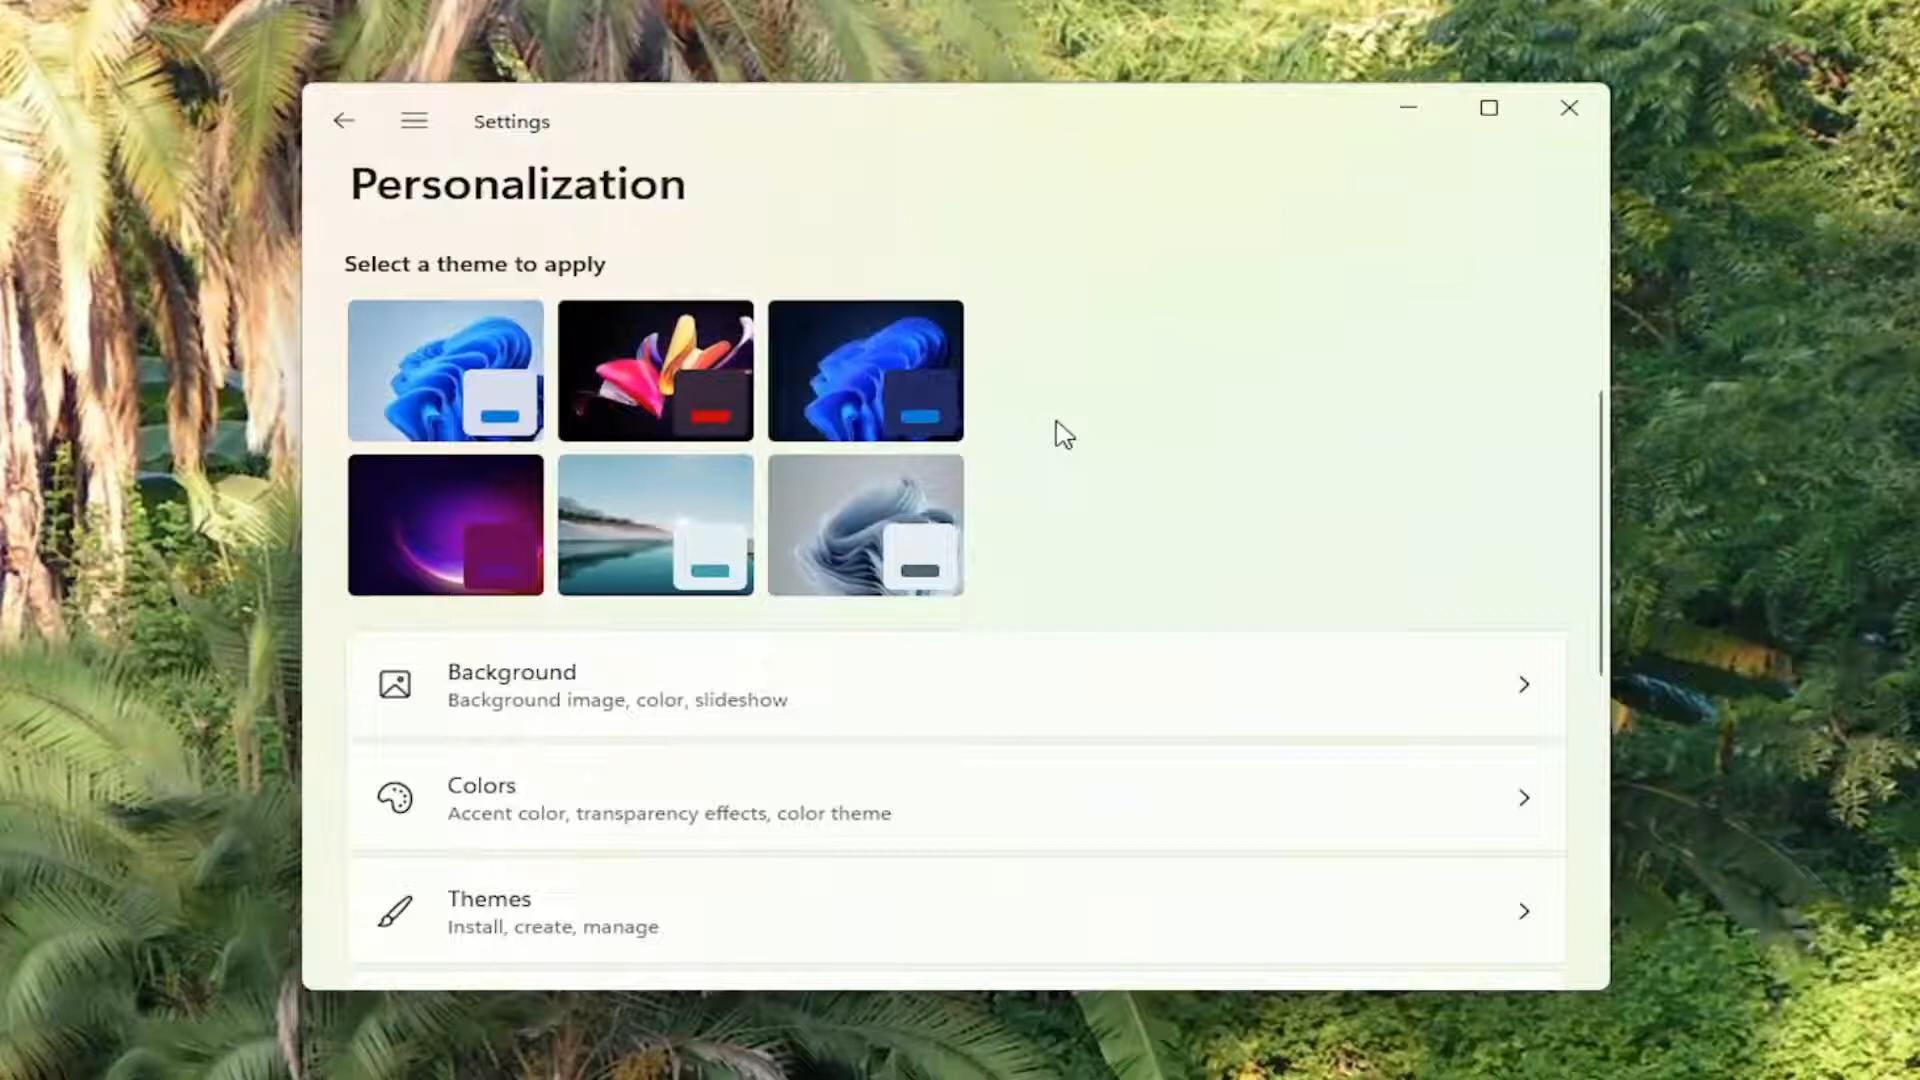 Settings
Personalization
Select a theme to apply
Background
Background image, color, slideshow
Colors
Accent color, transparency effects, color theme
Themes
Install, create, manage